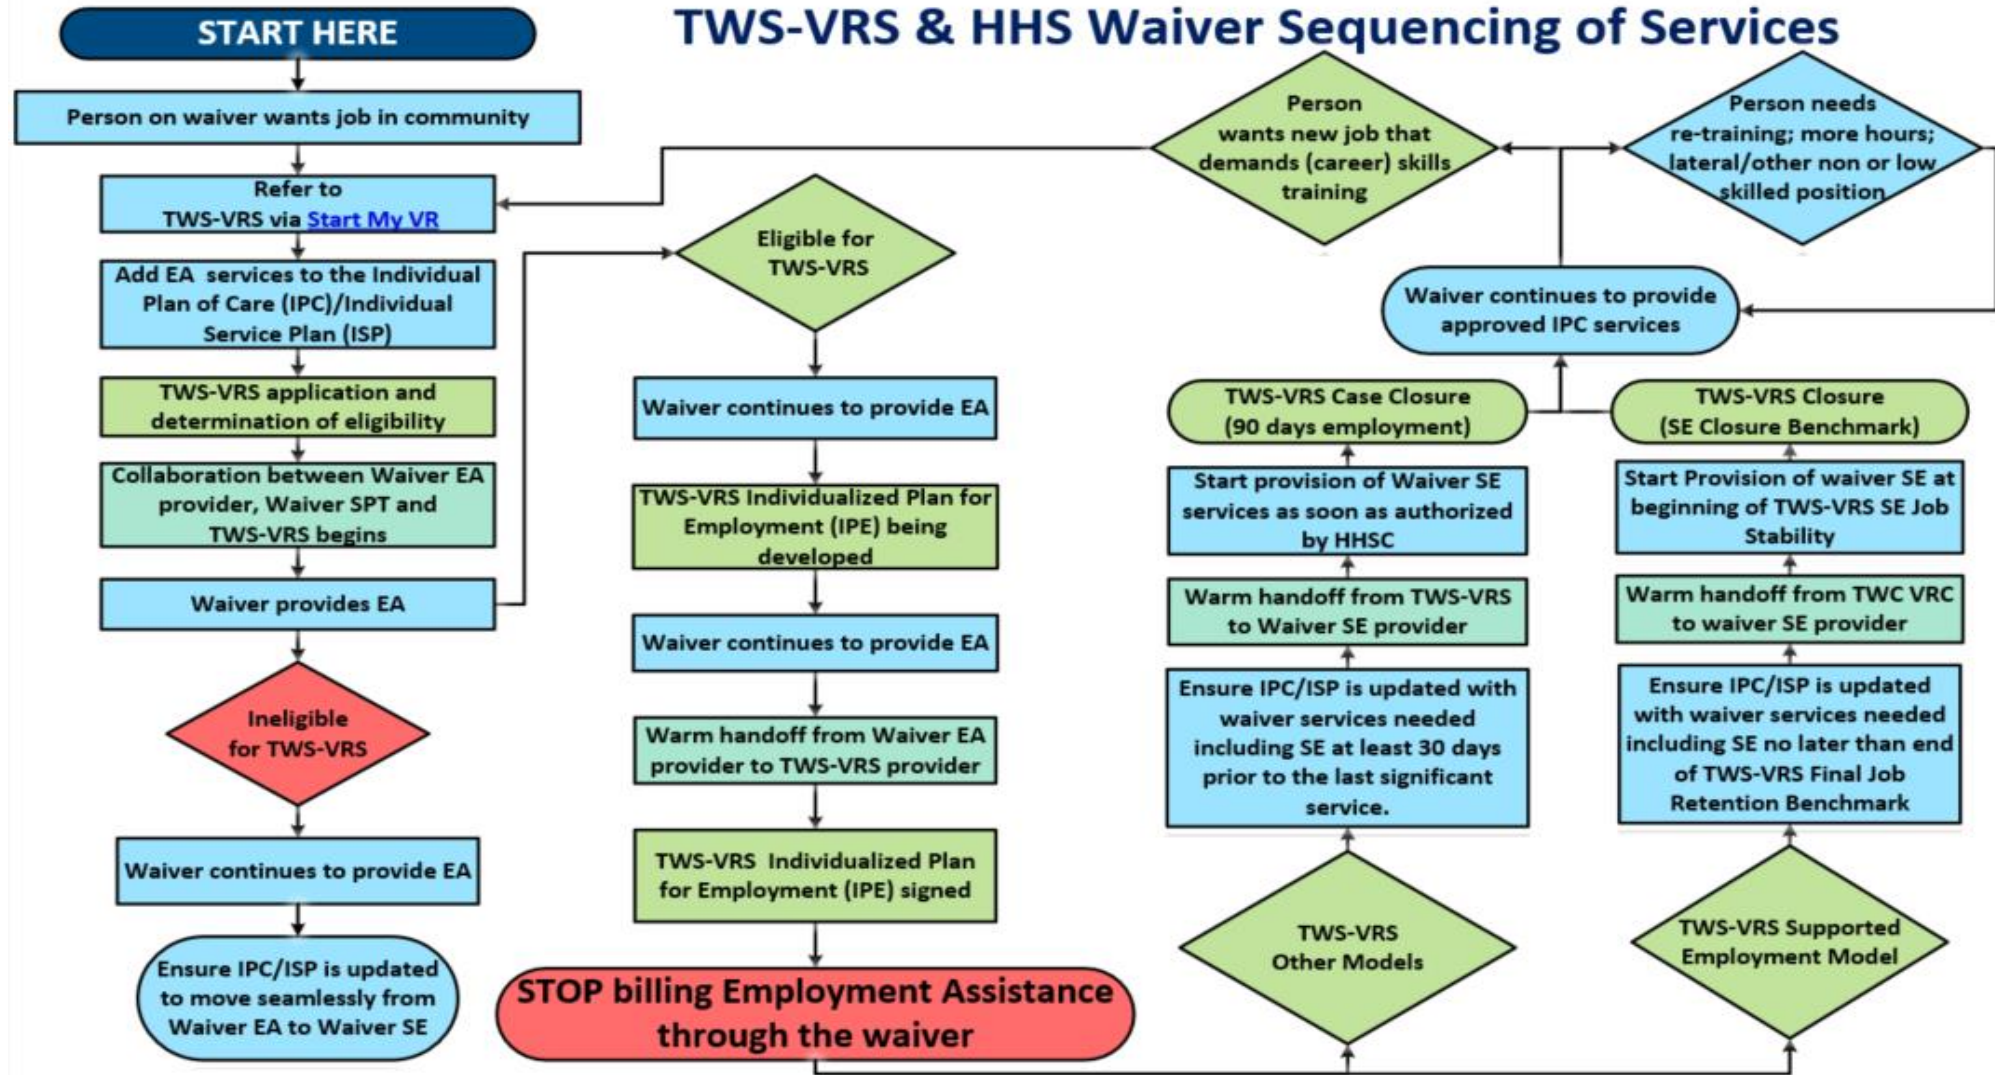 START HERE
TWS-VRS & HHS Waiver Sequencing of Services
Person on waiver wants job in community
Refer to
TWS-VRS via Start My VR
Add EA services to the Individual
Plan of Care (IPC)/Individual
Service Plan (ISP)
TWS-VRS application and
determination of eligibility
Collaboration between Waiver EA
provider, Waiver SPT and
TWS-VRS begins
Waiver provides EA
Ineligible
for TWS-VRS
Waiver continues to provide EA
Ensure IPC/ISP is updated
to move seamlessly from
Waiver EA to Waiver SE
Eligible for
TWS-VRS
Waiver continues to provide EA
TWS-VRS Individualized Plan for
Employment (IPE) being
developed
Waiver continues to provide EA
Warm handoff from Waiver EA
provider to TWS-VRS provider
TWS-VRS Individualized Plan
for Employment (IPE) signed
STOP billing Employment Assistance
through the waiver
TWS-VRS
Other Models
Ensure IPC/ISP is updated with
waiver services needed
including SE at least 30 days
prior to the last significant
service.
Warm handoff from TWS-VRS
to Waiver SE provider
Start provision of Waiver SE
services as soon as authorized
by HHSC
TWS-VRS Case Closure
(90 days employment)
TWS-VRS Supported
Employment Model
Ensure IPC/ISP is updated
with waiver services needed
including SE no later than end
of TWS-VRS Final Job
Retention Benchmark
Warm handoff from TWC VRC
to waiver SE provider
Start Provision of waiver SE at
beginning of TWS-VRS SE Job
Stability
TWS-VRS Closure
(SE Closure Benchmark)
Waiver continues to provide
approved IPC services
Person
wants new job that
demands (career) skills
training
Person needs
re-training; more hours;
lateral/other non or low
skilled position